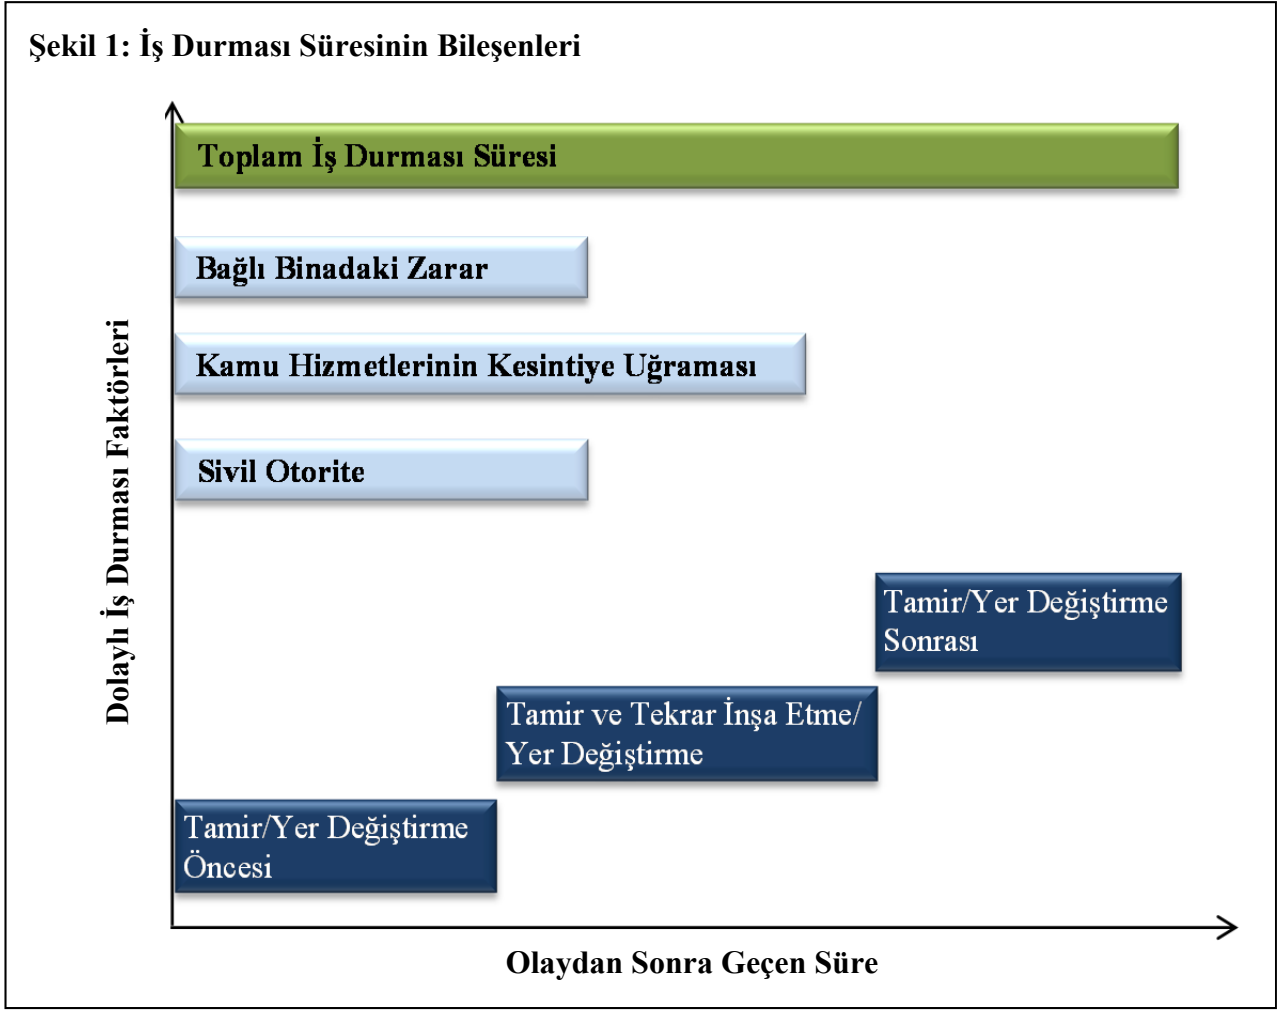 Şekil 1: İş Durması Süresinin Bileşenleri
Toplam İş Durması Süresi
Bağlı Binadaki Zarar
Kamu Hizmetlerinin Kesintiye Uğraması
Sivil Otorite
Dolaylı İş Durması Faktörleri
Tamir/Yer Değiştirme
Sonrası
Tamir ve Tekrar İnşa Etme/
Yer Değiştirme
Tamir/Yer Değiştirme
Öncesi
Olaydan Sonra Geçen Süre